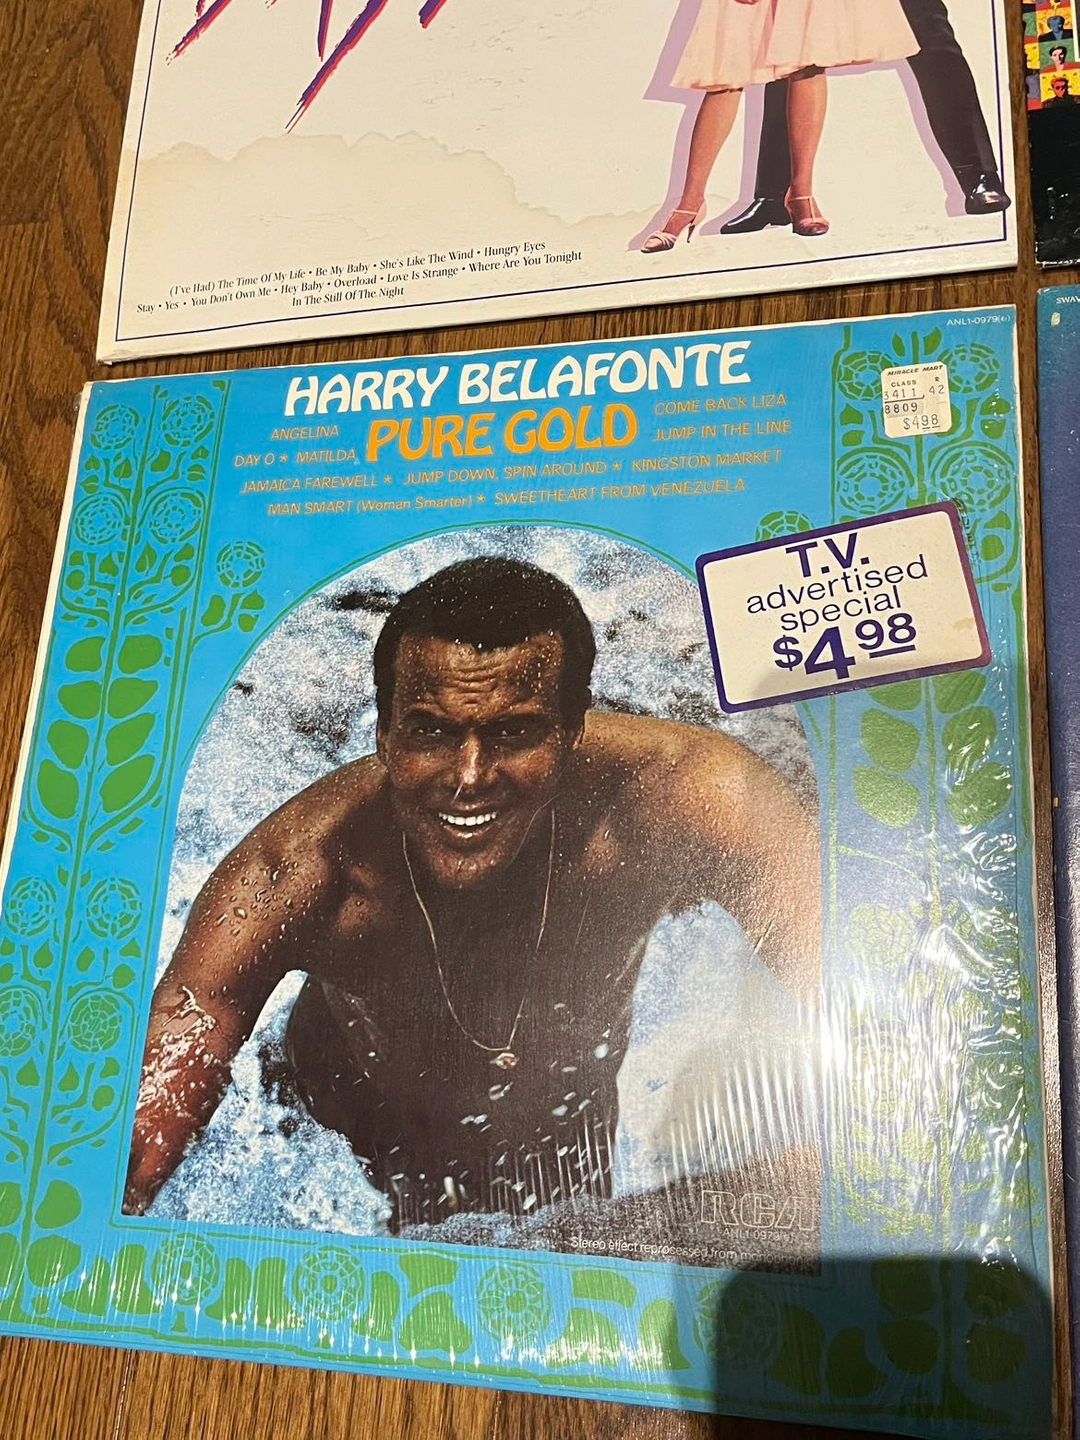 (I've Had) The Time Of My Life • Be My Baby • She's Like The Wind • Hungry Eyes
Stay • Yes • You Don't Own Me • Hey Baby • Overload • Love Is Strange • Where Are You Tonight
In The Still Of The Night
SWAV
ANL1-0979(e)
HARRY BELAFONTE
PURE GOLD
ANGELINA
COME BACK LIZA
DAY O * MATILDA,
JUMP IN THE LINE
JAMAICA FAREWELL * JUMP DOWN, SPIN AROUND * KINGSTON MARKET
MAN SMART (Woman Smarter) * SWEETHEART FROM VENEZUELA
MIRACLE MART
CLASS R
3411 42
8809
$498
T.V.
advertised
special
$4 98
RCA
ANL1-0979(e)
Stereo effect reprocessed from